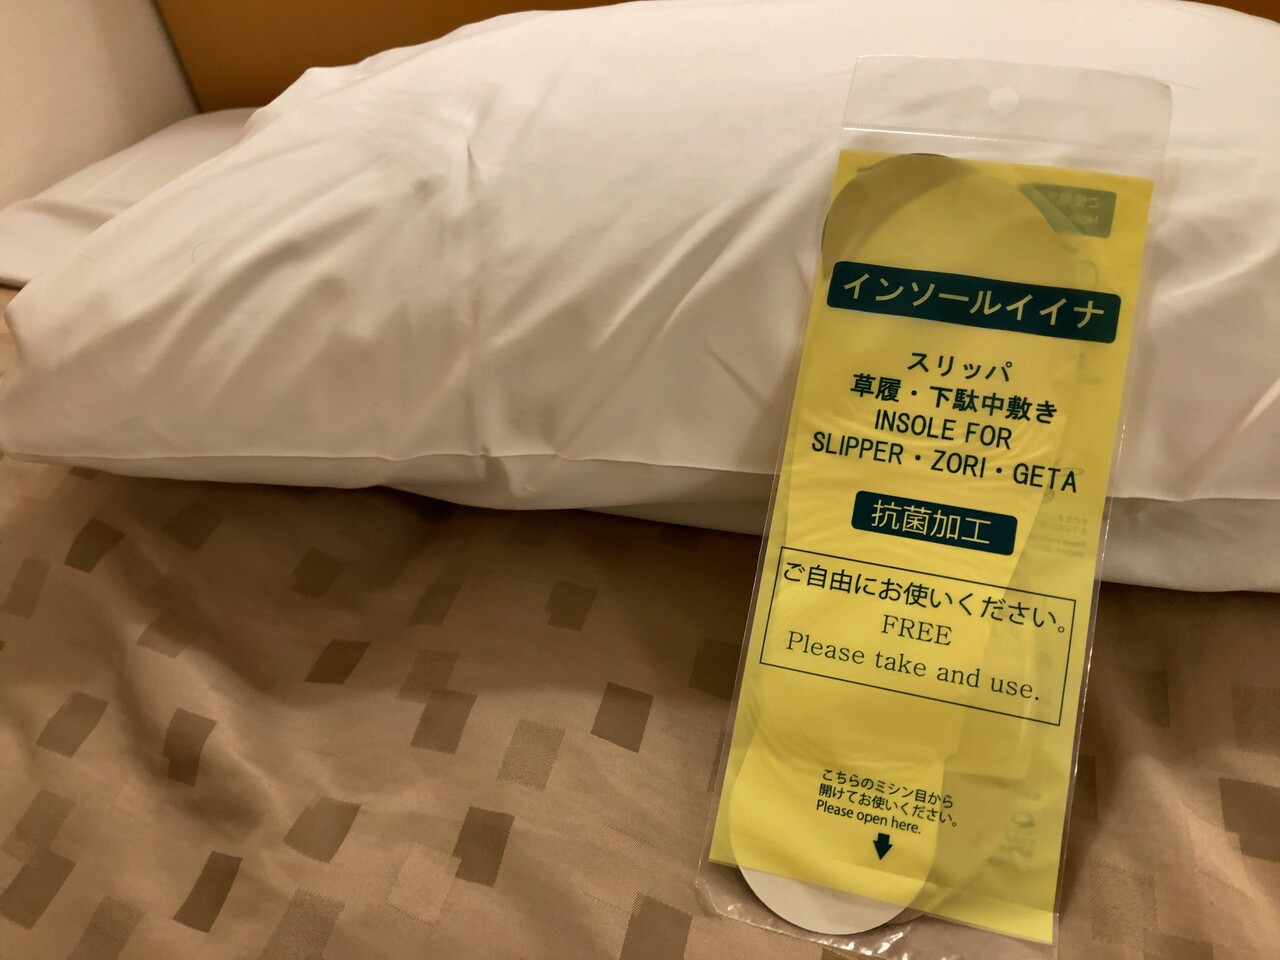 インソールイイナ
スリッパ
草履・下駄中敷き
INSOLE FOR
SLIPPER・ZORI・GETA
抗菌加工
ご自由にお使いください。
FREE
Please take and use.
こちらのミシン目から
開けてお使いください。
Please open here.